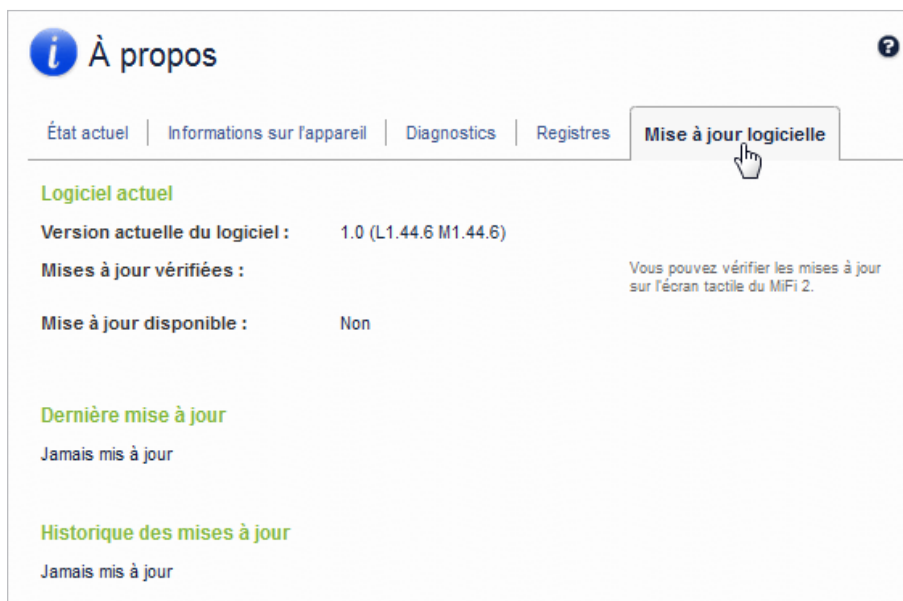 À propos
État actuel
Informations sur l'appareil
Diagnostics
Registres
Mise à jour logicielle
Logiciel actuel
Version actuelle du logiciel : 1.0 (L1.44.6 M1.44.6)
Mises à jour vérifiées :
Vous pouvez vérifier les mises à jour
sur l'écran tactile du MiFi 2.
Mise à jour disponible : Non
Dernière mise à jour
Jamais mis à jour
Historique des mises à jour
Jamais mis à jour